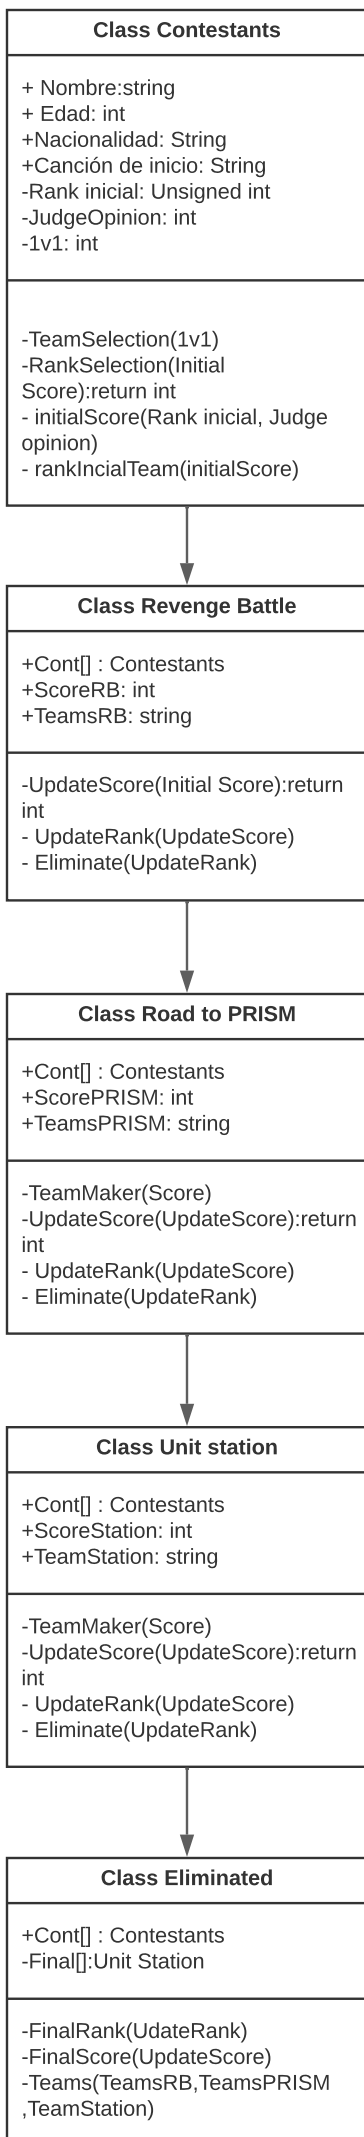 Class Contestants
+ Nombre:string
+ Edad: int
+Nacionalidad: String
+Canción de inicio: String
-Rank inicial: Unsigned int
-JudgeOpinion: int
-1v1: int
-TeamSelection(1v1)
-RankSelection(Initial
Score):return int
- initialScore(Rank inicial, Judge
opinion)
- rankIncialTeam(initialScore)
Class Revenge Battle
+Cont[] : Contestants
+ScoreRB: int
+TeamsRB: string
-UpdateScore(Initial Score):return
int
- UpdateRank(UpdateScore)
- Eliminate(UpdateRank)
Class Road to PRISM
+Cont[] : Contestants
+ScorePRISM: int
+TeamsPRISM: string
-TeamMaker(Score)
-UpdateScore(UpdateScore):return
int
- UpdateRank(UpdateScore)
- Eliminate(UpdateRank)
Class Unit station
+Cont[] : Contestants
+ScoreStation: int
+TeamStation: string
-TeamMaker(Score)
-UpdateScore(UpdateScore):return
int
- UpdateRank(UpdateScore)
- Eliminate(UpdateRank)
Class Eliminated
+Cont[] : Contestants
-Final[]:Unit Station
-FinalRank(UdateRank)
-FinalScore(UpdateScore)
-Teams(TeamsRB,TeamsPRISM
,TeamStation)